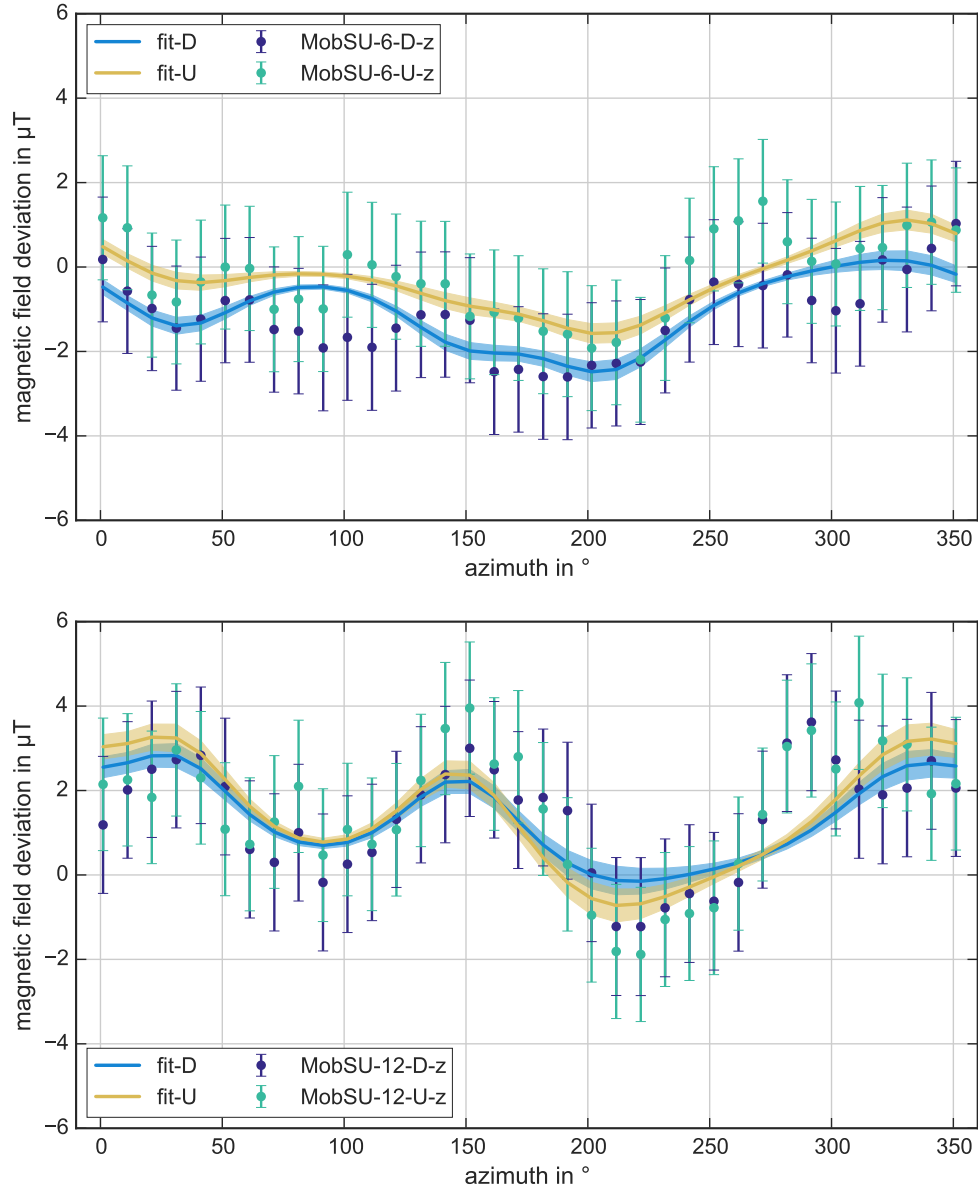 6
fit-D MobSU-6-D-z
fit-U MobSU-6-U-z
4
2
0
−2
−4
−6
magnetic field deviation in µT
0 50 100 150 200 250 300 350
azimuth in °
6
4
2
0
−2
−4
−6
magnetic field deviation in µT
fit-D MobSU-12-D-z
fit-U MobSU-12-U-z
0 50 100 150 200 250 300 350
azimuth in °